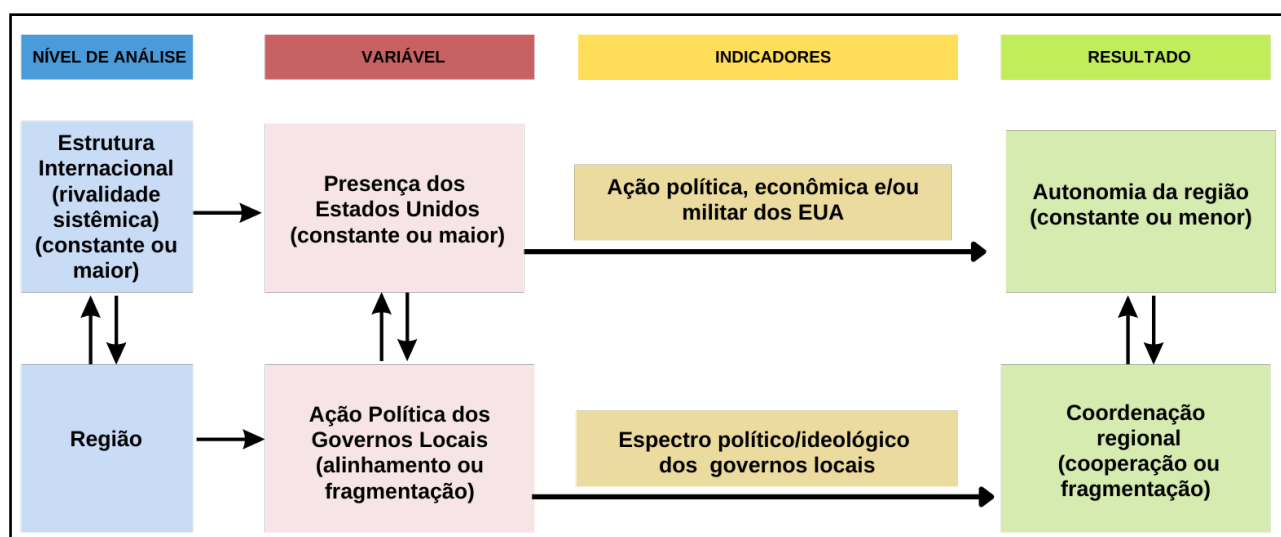 NÍVEL DE ANÁLISE
VARIÁVEL
INDICADORES
RESULTADO
Estrutura
Internacional
(rivalidade
sistêmica)
(constante ou
maior)
Presença dos
Estados Unidos
(constante ou maior)
Ação política, econômica e/ou
militar dos EUA
Autonomia da região
(constante ou menor)
Região
Ação Política dos
Governos Locais
(alinhamento ou
fragmentação)
Espectro político/ideológico
dos governos locais
Coordenação
regional
(cooperação ou
fragmentação)